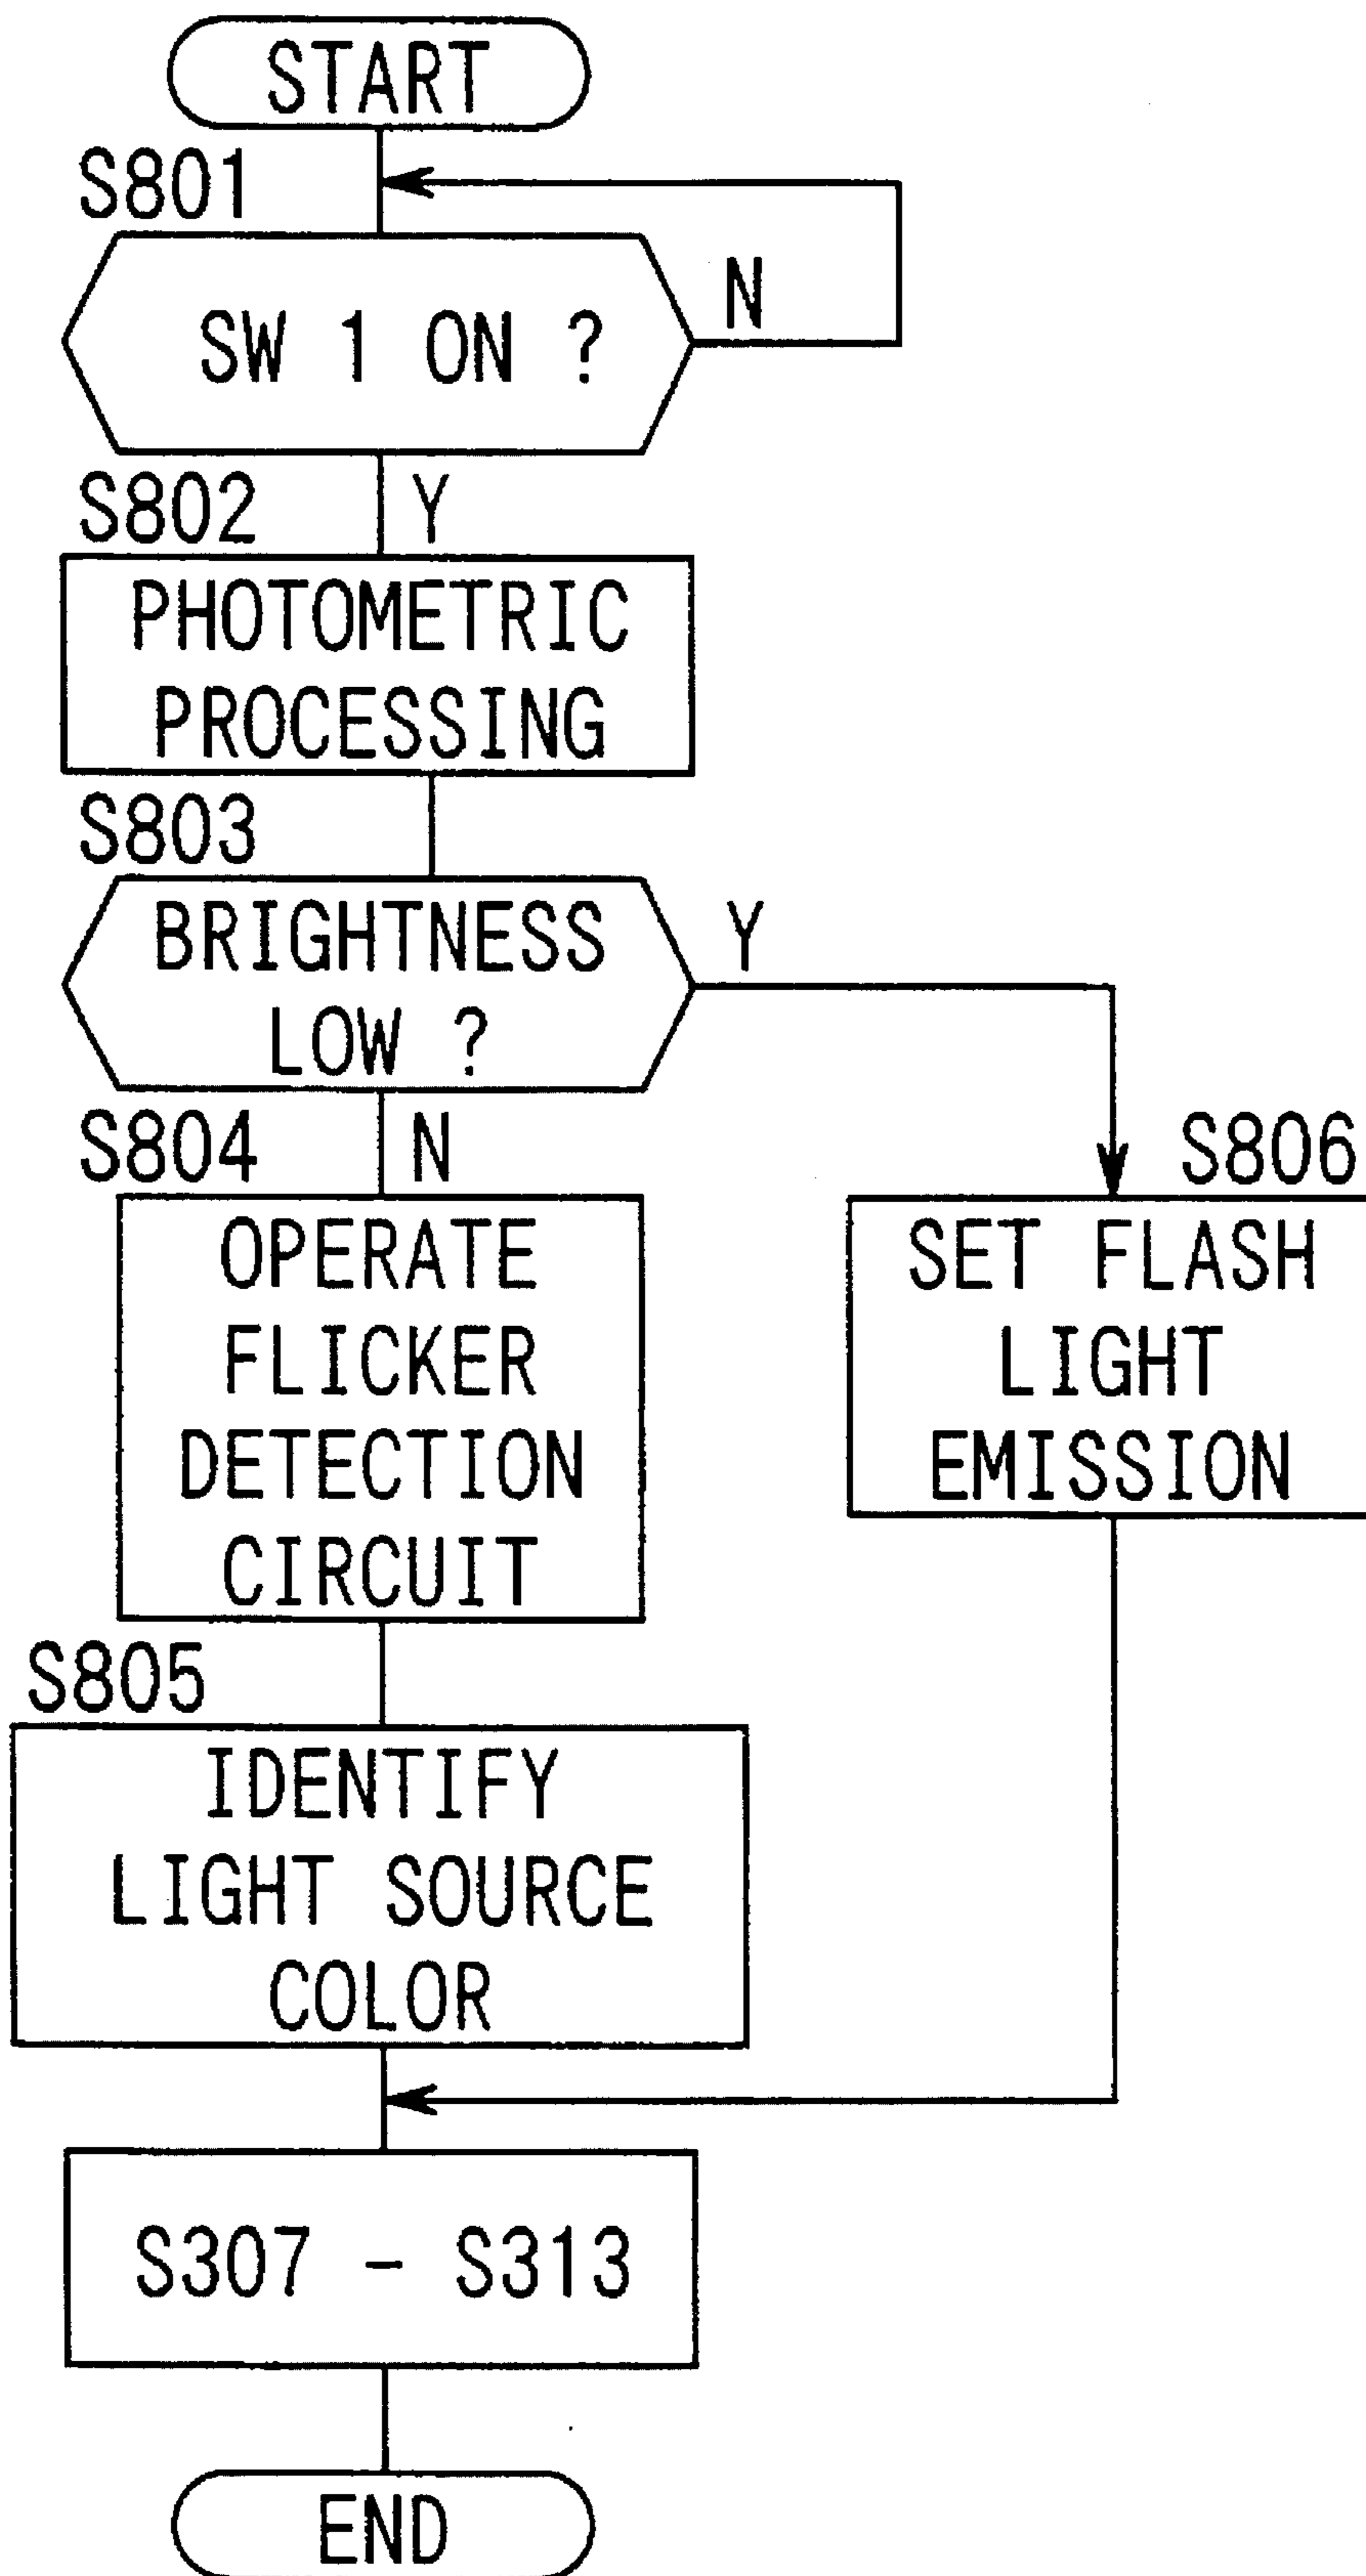 START
S801
SW 1 ON ?
N
S802
Y
PHOTOMETRIC
PROCESSING
S803
BRIGHTNESS
LOW ?
Y
S804
N
OPERATE
FLICKER
DETECTION
CIRCUIT
S806
SET FLASH
LIGHT
EMISSION
S805
IDENTIFY
LIGHT SOURCE
COLOR
S307 - S313
END